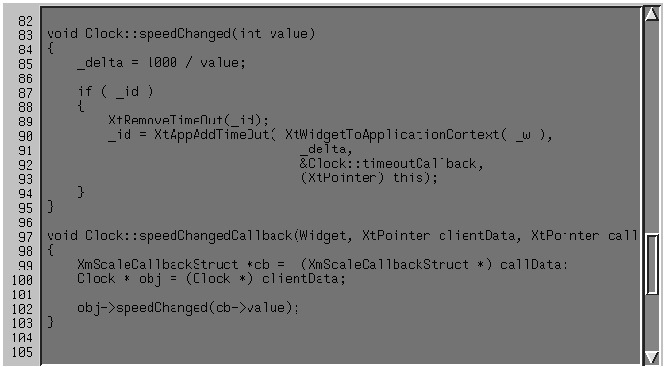 82
83 void Clock::speedChanged(int value)
84 {
85     _delta = 1000 / value;
86
87     if ( _id )
88     {
89         XtRemoveTimeOut(_id);
90         _id = XtAppAddTimeOut( XtWidgetToApplicationContext( _w ),
91                                _delta,
92                                &Clock::timeoutCallback,
93                                (XtPointer) this);
94     }
95 }
96
97 void Clock::speedChangedCallback(Widget, XtPointer clientData, XtPointer call
98 {
99     XmScaleCallbackStruct *cb =  (XmScaleCallbackStruct *) callData;
100     Clock * obj = (Clock *) clientData;
101
102     obj->speedChanged(cb->value);
103 }
104
105